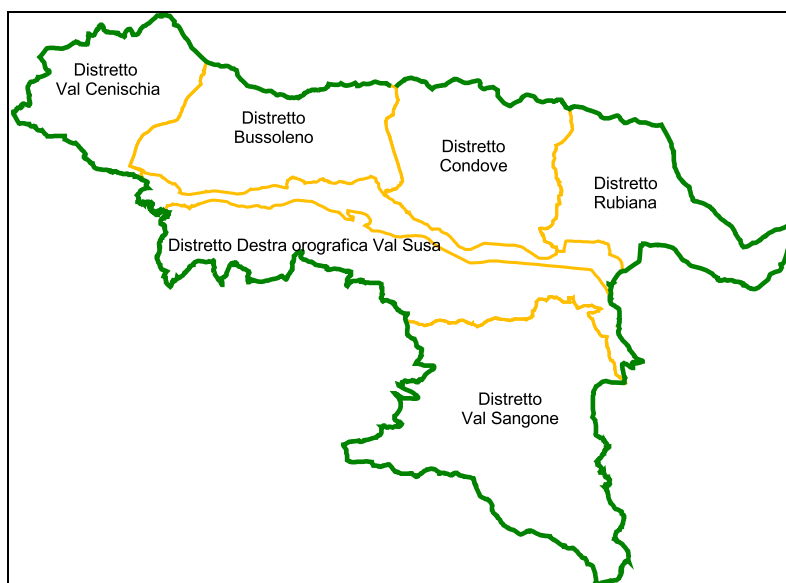 Distretto
Val Cenischia
Distretto
Bussoleno
Distretto
Condove
Distretto
Rubiana
Distretto Destra orografica Val Susa
Distretto
Val Sangone